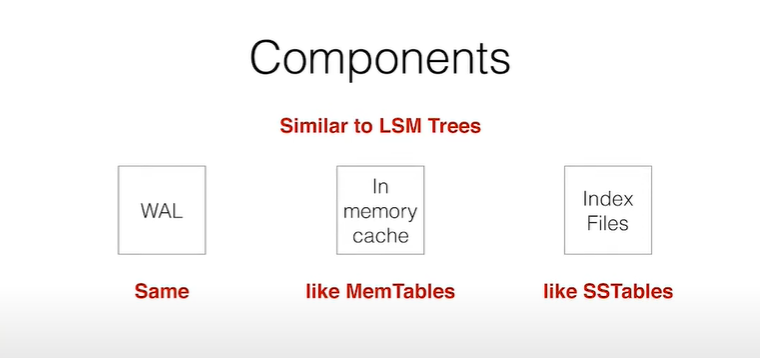 Components
Similar to LSM Trees
WAL
In
memory
cache
Index
Files
Same
like MemTables
like SSTables